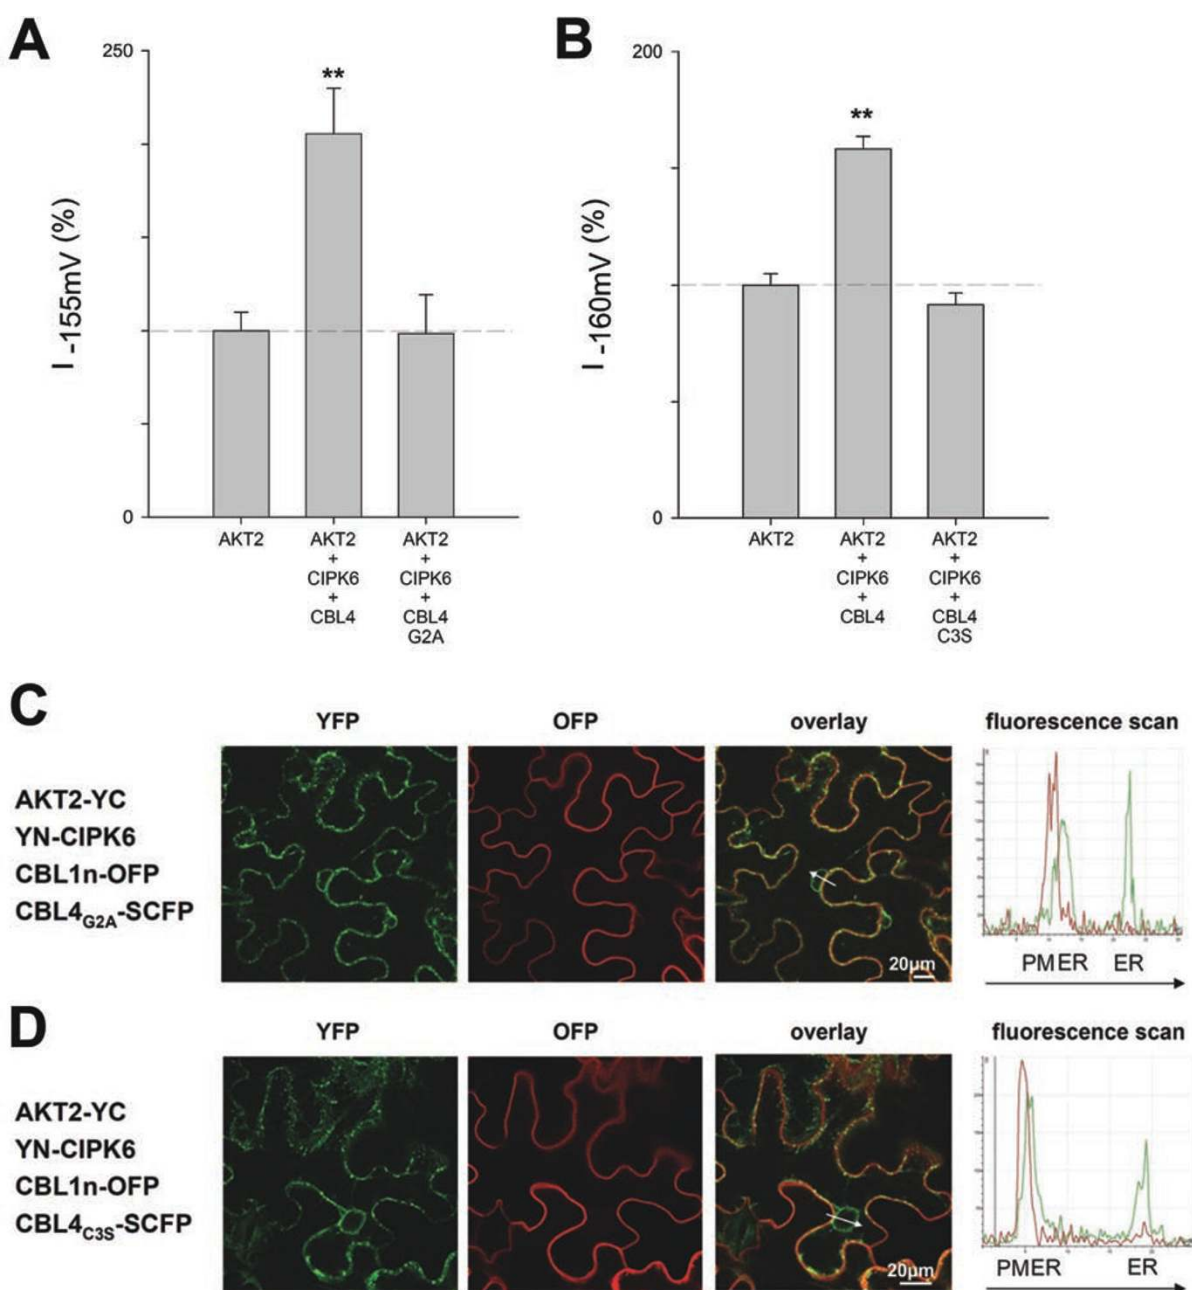 A
B
250
200
**
**
I -155mV (%)
I -160mV (%)
0
0
AKT2
AKT2
+
CIPK6
+
CBL4
AKT2
+
CIPK6
+
CBL4
G2A
AKT2
AKT2
+
CIPK6
+
CBL4
AKT2
+
CIPK6
+
CBL4
C3S
C
YFP
OFP
overlay
fluorescence scan
AKT2-YC
YN-CIPK6
CBL1n-OFP
CBL4G2A-SCFP
20µm
PM ER ER
D
YFP
OFP
overlay
fluorescence scan
AKT2-YC
YN-CIPK6
CBL1n-OFP
CBL4C3S-SCFP
20µm
PMER ER